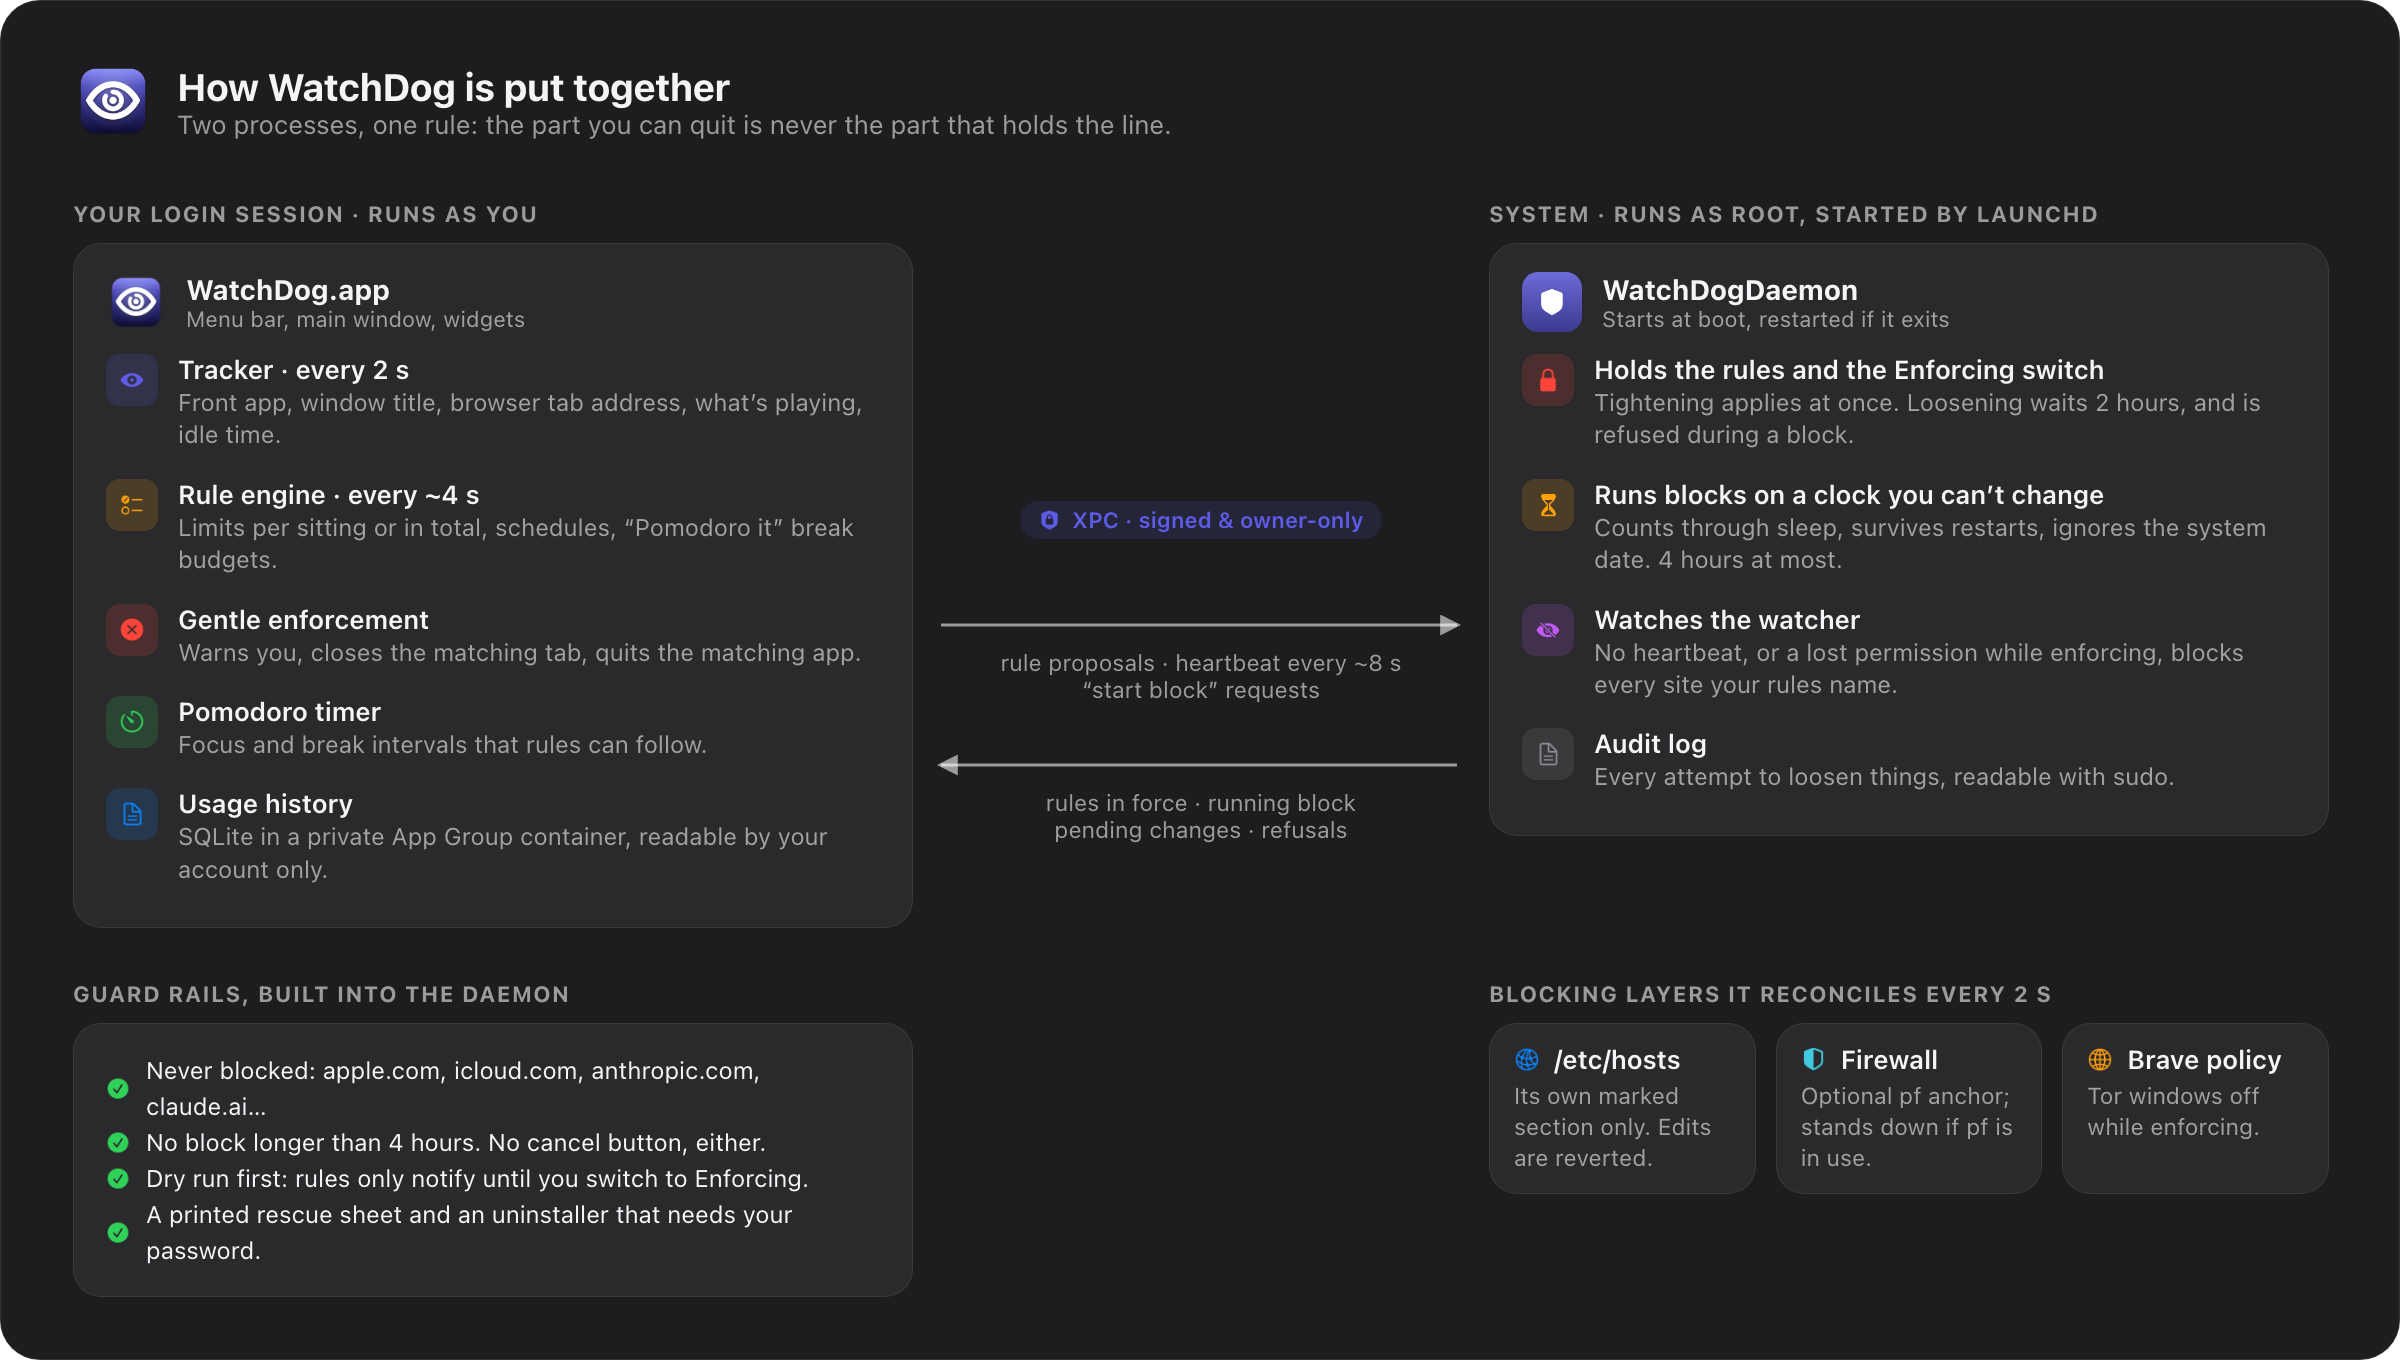 How WatchDog is put together
Two processes, one rule: the part you can quit is never the part that holds the line.
YOUR LOGIN SESSION · RUNS AS YOU
WatchDog.app
Menu bar, main window, widgets
Tracker · every 2 s
Front app, window title, browser tab address, what’s playing,
idle time.
Rule engine · every ~4 s
Limits per sitting or in total, schedules, “Pomodoro it” break
budgets.
Gentle enforcement
Warns you, closes the matching tab, quits the matching app.
Pomodoro timer
Focus and break intervals that rules can follow.
Usage history
SQLite in a private App Group container, readable by your
account only.
XPC · signed & owner-only
rule proposals · heartbeat every ~8 s
“start block” requests
rules in force · running block
pending changes · refusals
SYSTEM · RUNS AS ROOT, STARTED BY LAUNCHD
WatchDogDaemon
Starts at boot, restarted if it exits
Holds the rules and the Enforcing switch
Tightening applies at once. Loosening waits 2 hours, and is
refused during a block.
Runs blocks on a clock you can’t change
Counts through sleep, survives restarts, ignores the system
date. 4 hours at most.
Watches the watcher
No heartbeat, or a lost permission while enforcing, blocks
every site your rules name.
Audit log
Every attempt to loosen things, readable with sudo.
GUARD RAILS, BUILT INTO THE DAEMON
Never blocked: apple.com, icloud.com, anthropic.com,
claude.ai…
No block longer than 4 hours. No cancel button, either.
Dry run first: rules only notify until you switch to Enforcing.
A printed rescue sheet and an uninstaller that needs your
password.
BLOCKING LAYERS IT RECONCILES EVERY 2 S
/etc/hosts
Its own marked
section only. Edits
are reverted.
Firewall
Optional pf anchor;
stands down if pf is
in use.
Brave policy
Tor windows off
while enforcing.